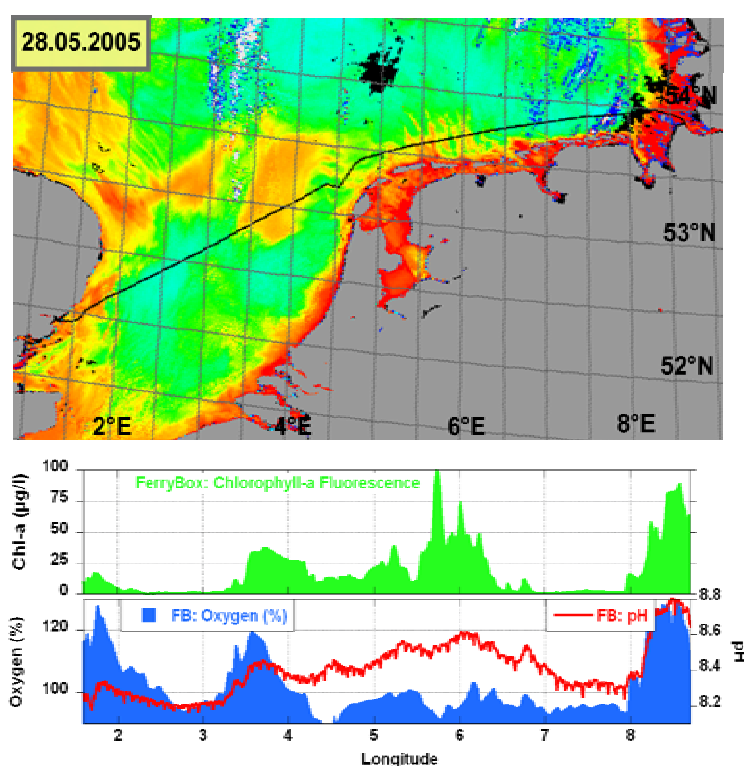 28.05.2005
54°N
53°N
52°N
2°E 4°E 6°E 8°E
FerryBox: Chlorophyll-a Fluorescence
Chl-a (µg/l)
100
75
50
25
0
FB: Oxygen (%)
FB: pH
Oxygen (%)
120
100
8.8
8.6
8.4
8.2
pH
2 3 4 5 6 7 8
Longitude